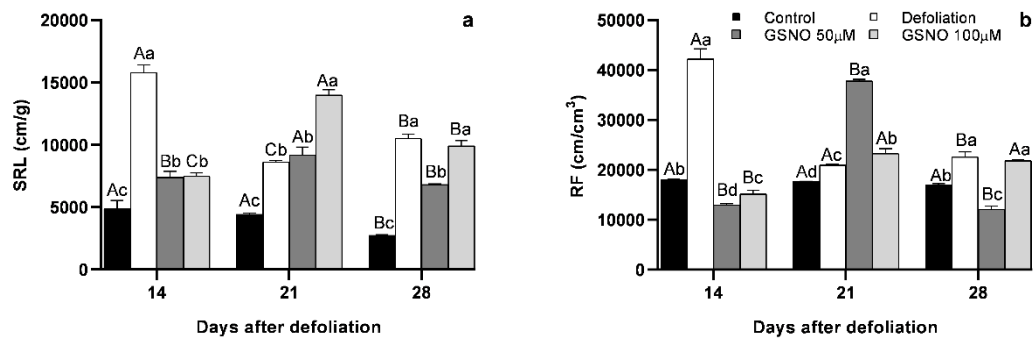 a
SRL (cm/g)
20000
15000
10000
5000
0
Ac
Aa
Bb
Cb
Ac
Cb
Ab
Aa
Bc
Ba
Bb
Ba
14
21
28
Days after defoliation
b
Control
Defoliation
GSNO 50μM
GSNO 100μM
RF (cm/cm³)
50000
40000
30000
20000
10000
0
Ab
Aa
Bd
Bc
Ad
Ac
Ba
Ab
Ab
Ba
Bc
Aa
14
21
28
Days after defoliation